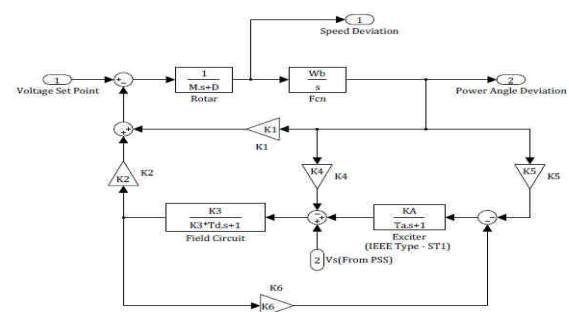 1
Speed Deviation
1
Voltage Set Point
1
M.s+D
Rotar
Wb
s
Fcn
2
Power Angle Deviation
K1
K1
K2
K2
K4
K4
K5
K5
K3
K3*Td.s+1
Field Circuit
KA
Ta.s+1
Exciter
(IEEE Type - ST1)
2
Vs(From PSS)
K6
K6